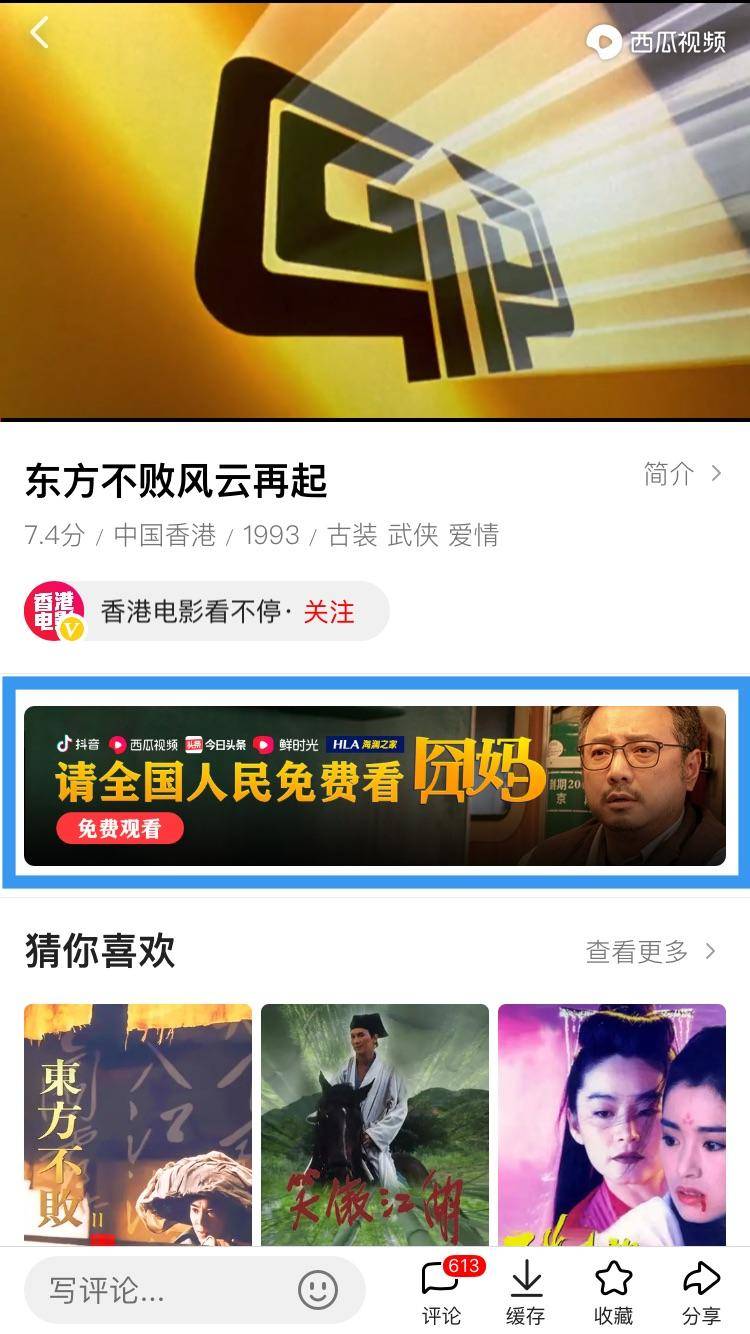 西瓜视频
东方不败风云再起
简介
7.4分 / 中国香港 / 1993 / 古装 武侠 爱情
香港电影看不停· 关注
抖音 西瓜视频 头条 今日头条 鲜时光 HLA 海澜之家
请全国人民免费看 囧妈
免费观看
猜你喜欢
查看更多
東方不敗 II
笑傲江湖
写评论...
613
评论
缓存
收藏
分享